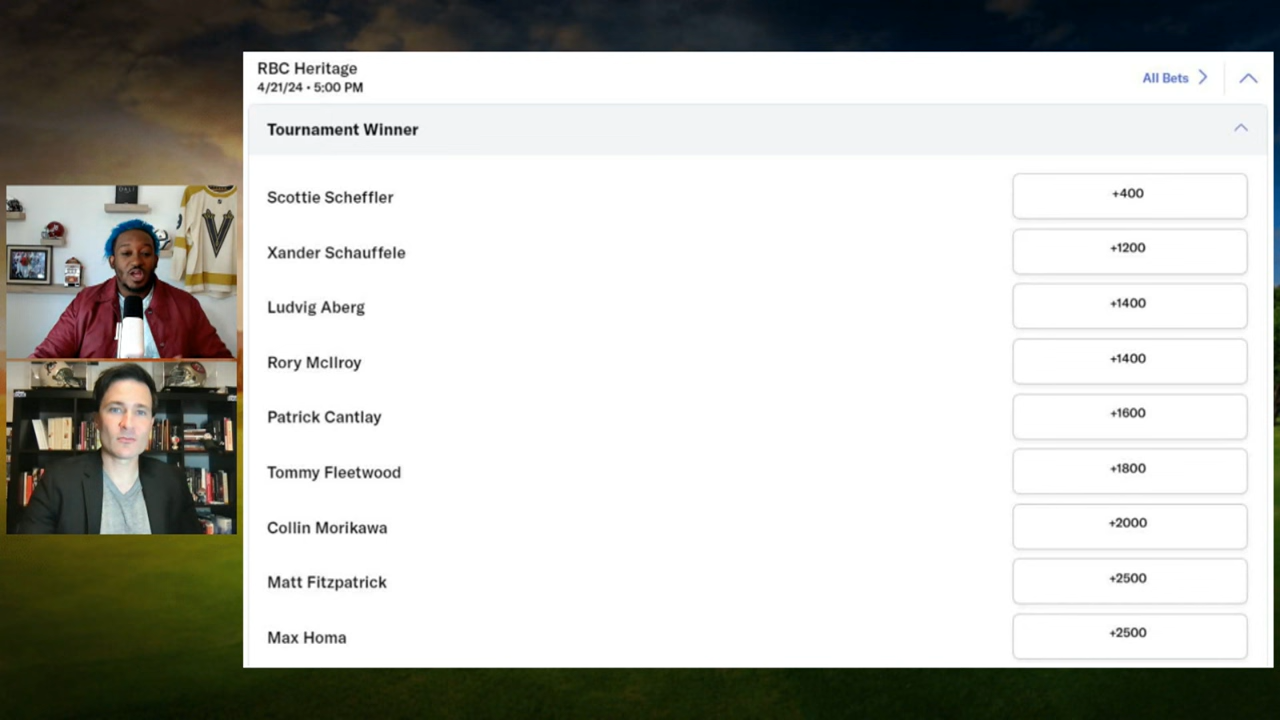 RBC Heritage
4/21/24 • 5:00 PM
All Bets
Tournament Winner
Scottie Scheffler +400
Xander Schauffele +1200
Ludvig Aberg +1400
Rory McIlroy +1400
Patrick Cantlay +1600
Tommy Fleetwood +1800
Collin Morikawa +2000
Matt Fitzpatrick +2500
Max Homa +2500